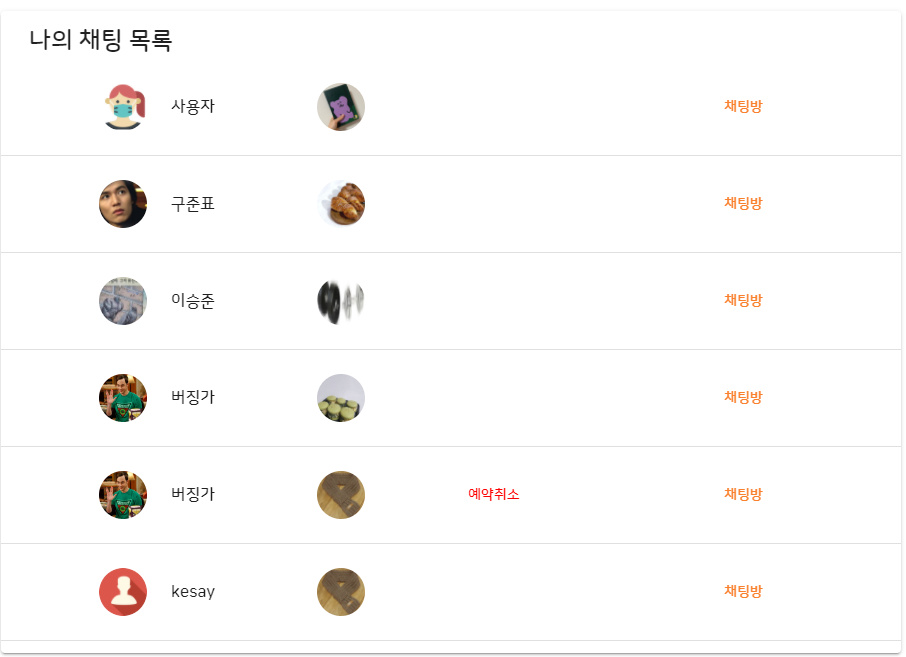 나의 채팅 목록
사용자 채팅방
구준표 채팅방
이승준 채팅방
버징가 채팅방
버징가 예약취소 채팅방
kesay 채팅방